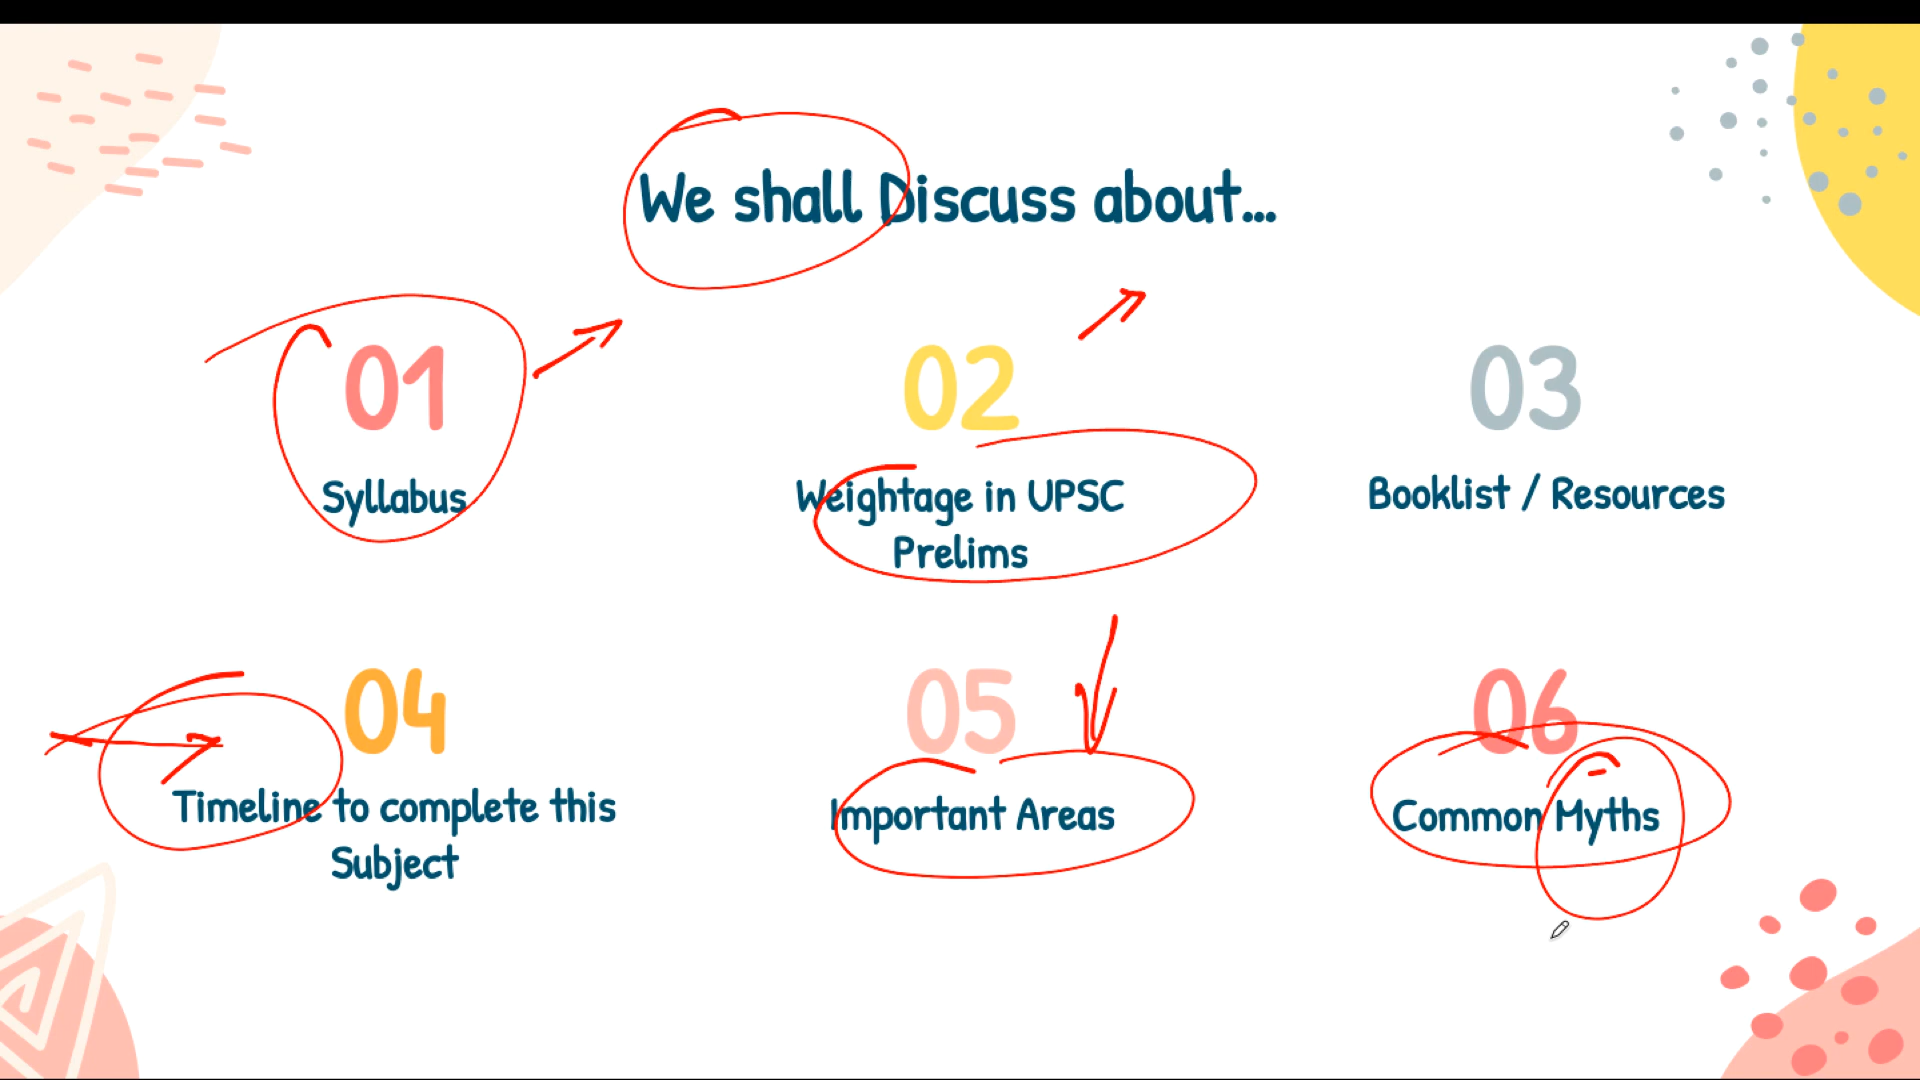 We shall Discuss about...
01
Syllabus
02
Weightage in UPSC
Prelims
03
Booklist / Resources
04
Timeline to complete this
Subject
05
Important Areas
06
Common Myths